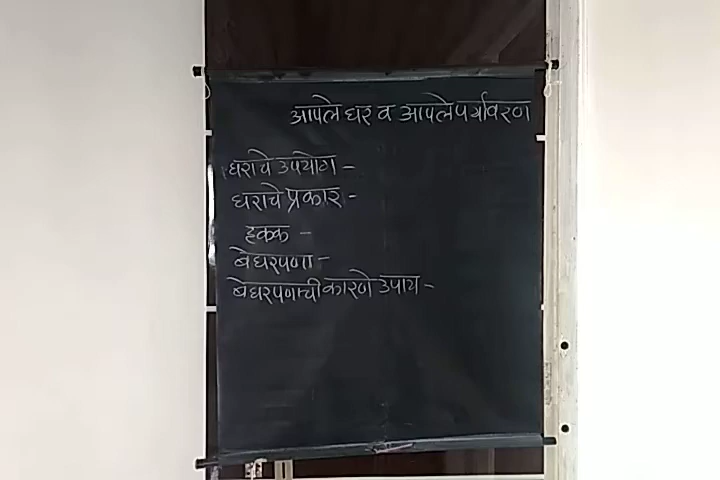 आपले घर व आपले पर्यावरण
घराचे उपयोग -
घराचे प्रकार -
हक्क -
बेघरपणा -
बेघरपणाची कारणे उपाय -